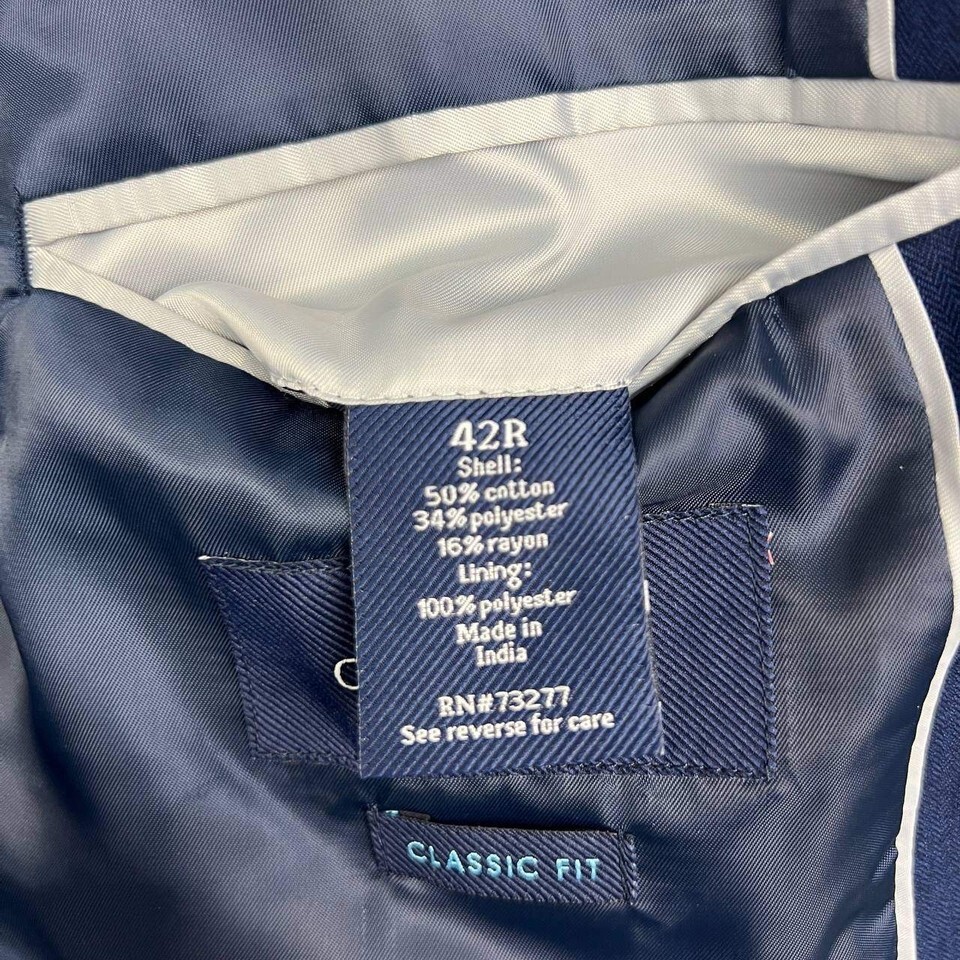 42R
Shell:
50% cotton
34% polyester
16% rayon
Lining:
100% polyester
Made in
India
RN#73277
See reverse for care
CLASSIC FIT